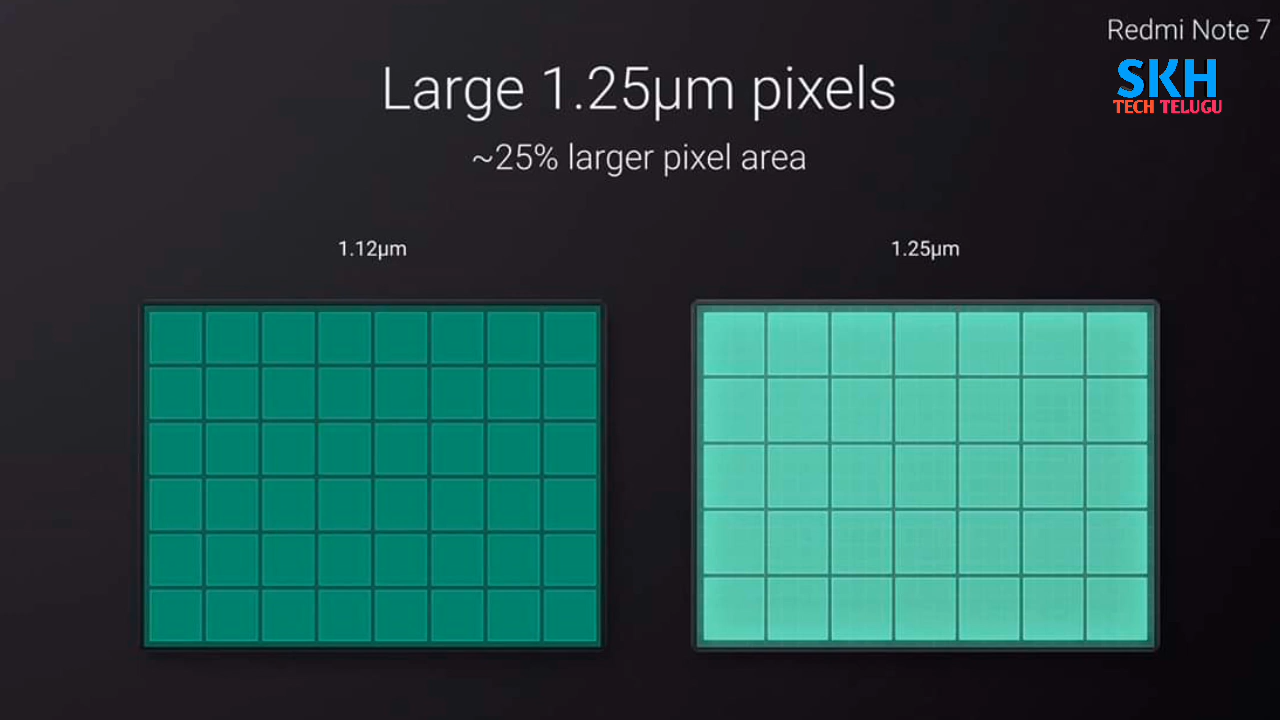 Redmi Note 7
SKH
TECH TELUGU
Large 1.25µm pixels
~25% larger pixel area
1.12µm
1.25µm